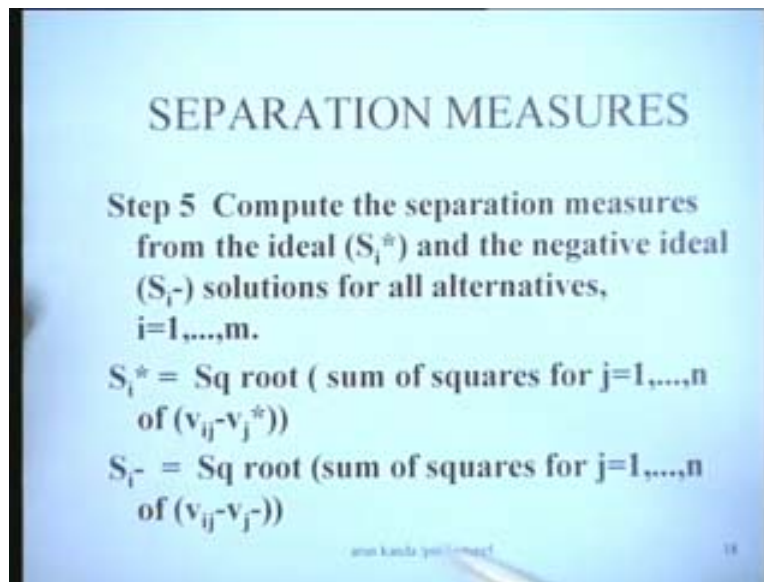 SEPARATION MEASURES
Step 5 Compute the separation measures
from the ideal (Sᵢ*) and the negative ideal
(Sᵢ-) solutions for all alternatives,
i=1,...,m.
Sᵢ* = Sq root ( sum of squares for j=1,...,n
of (vᵢⱼ-vⱼ*))
Sᵢ- = Sq root (sum of squares for j=1,...,n
of (vᵢⱼ-vⱼ-))
arun kanda
18